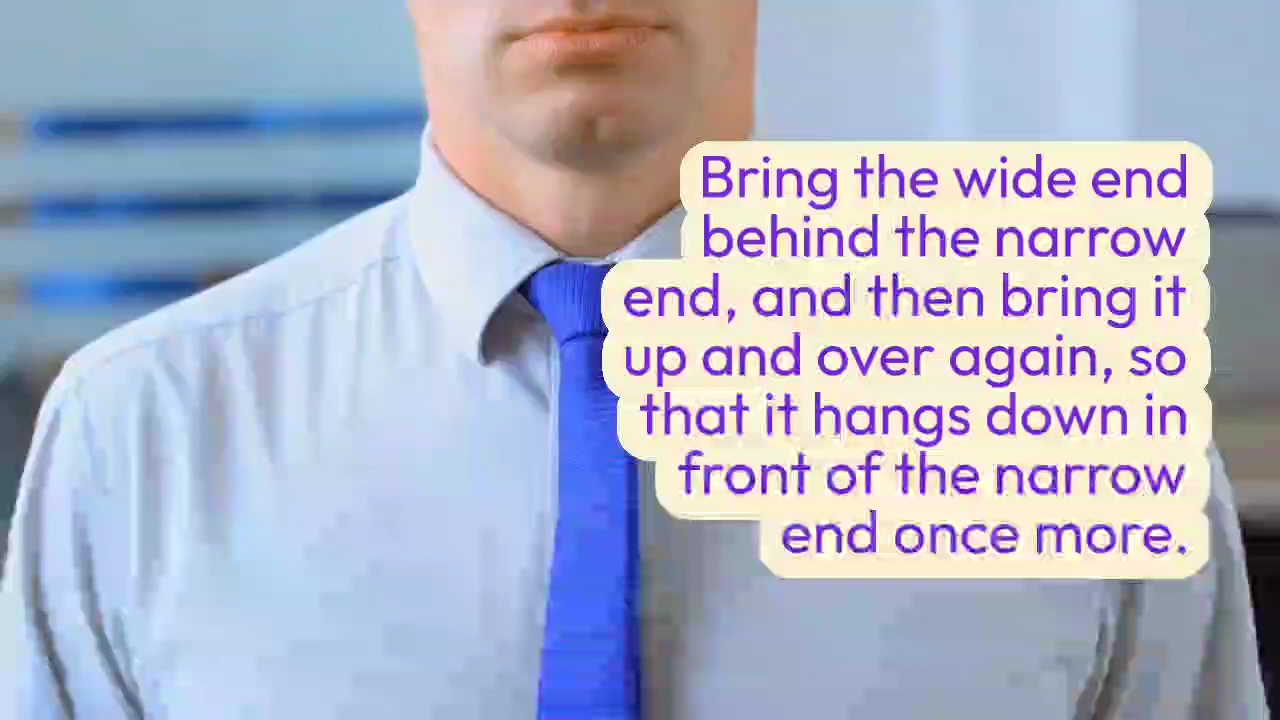 Bring the wide end
behind the narrow
end, and then bring it
up and over again, so
that it hangs down in
front of the narrow
end once more.